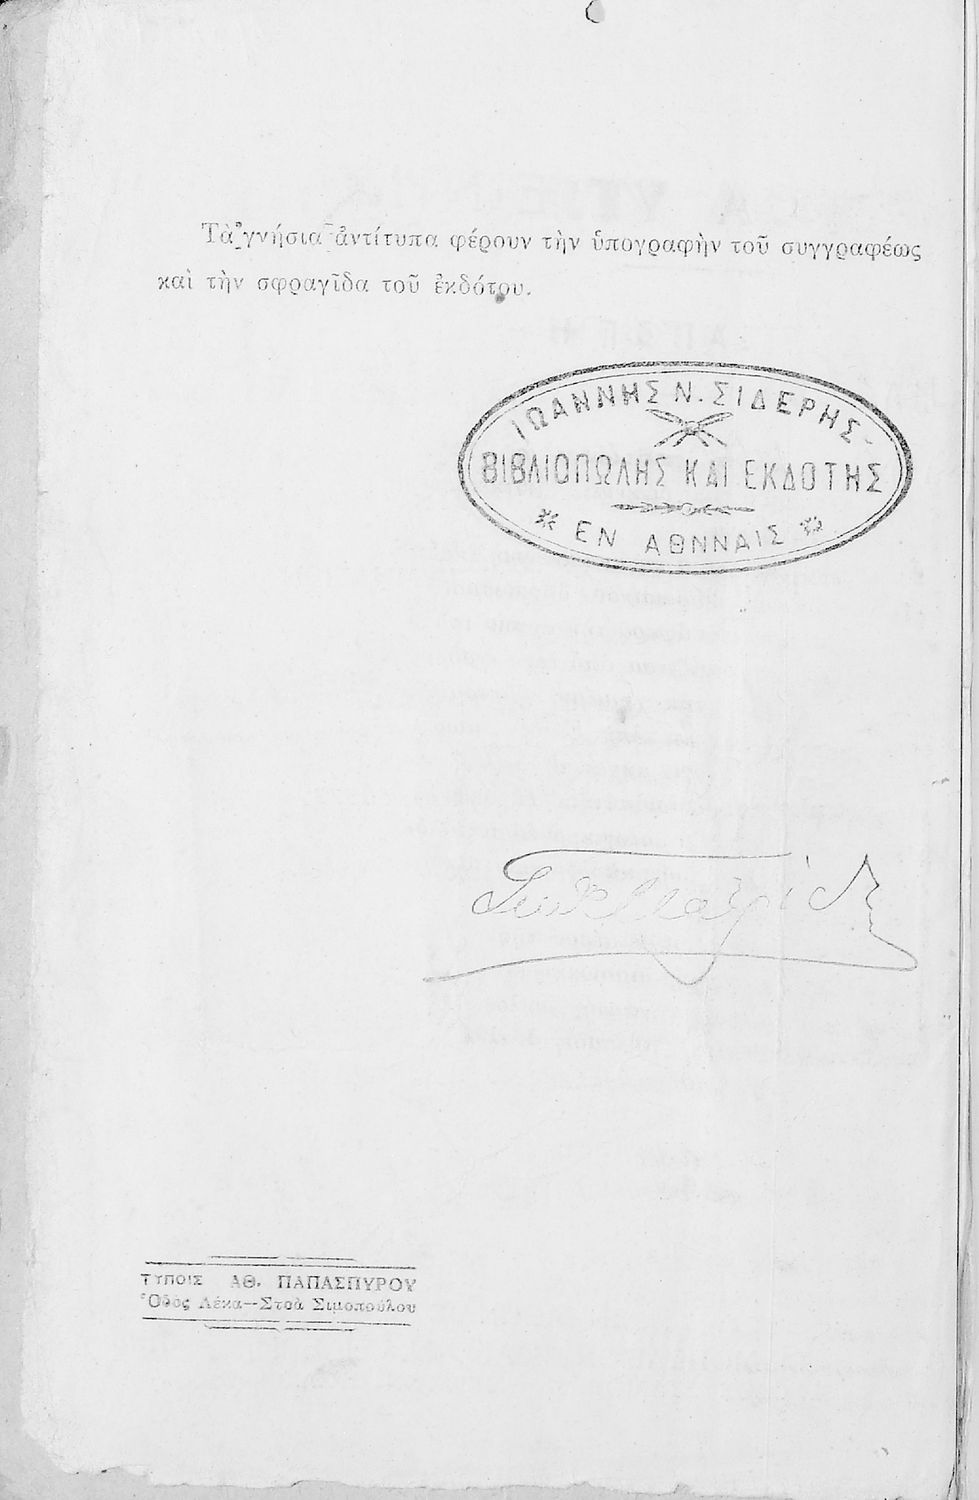 Τὰ γνήσια ἀντίτυπα φέρουν τὴν ὑπογραφὴν τοῦ συγγραφέως
καὶ τὴν σφραγῖδα τοῦ ἐκδότου.
ΙΩΑΝΝΗΣ Ν. ΣΙΔΕΡΗΣ
ΒΙΒΛΙΟΠΩΛΗΣ ΚΑΙ ΕΚΔΟΤΗΣ
ΕΝ ΑΘΗΝΑΙΣ
ΤΥΠΟΙΣ ΑΘ. ΠΑΠΑΣΠΥΡΟΥ
Ὁδὸς Λέκα—Στοὰ Σιμοπούλου